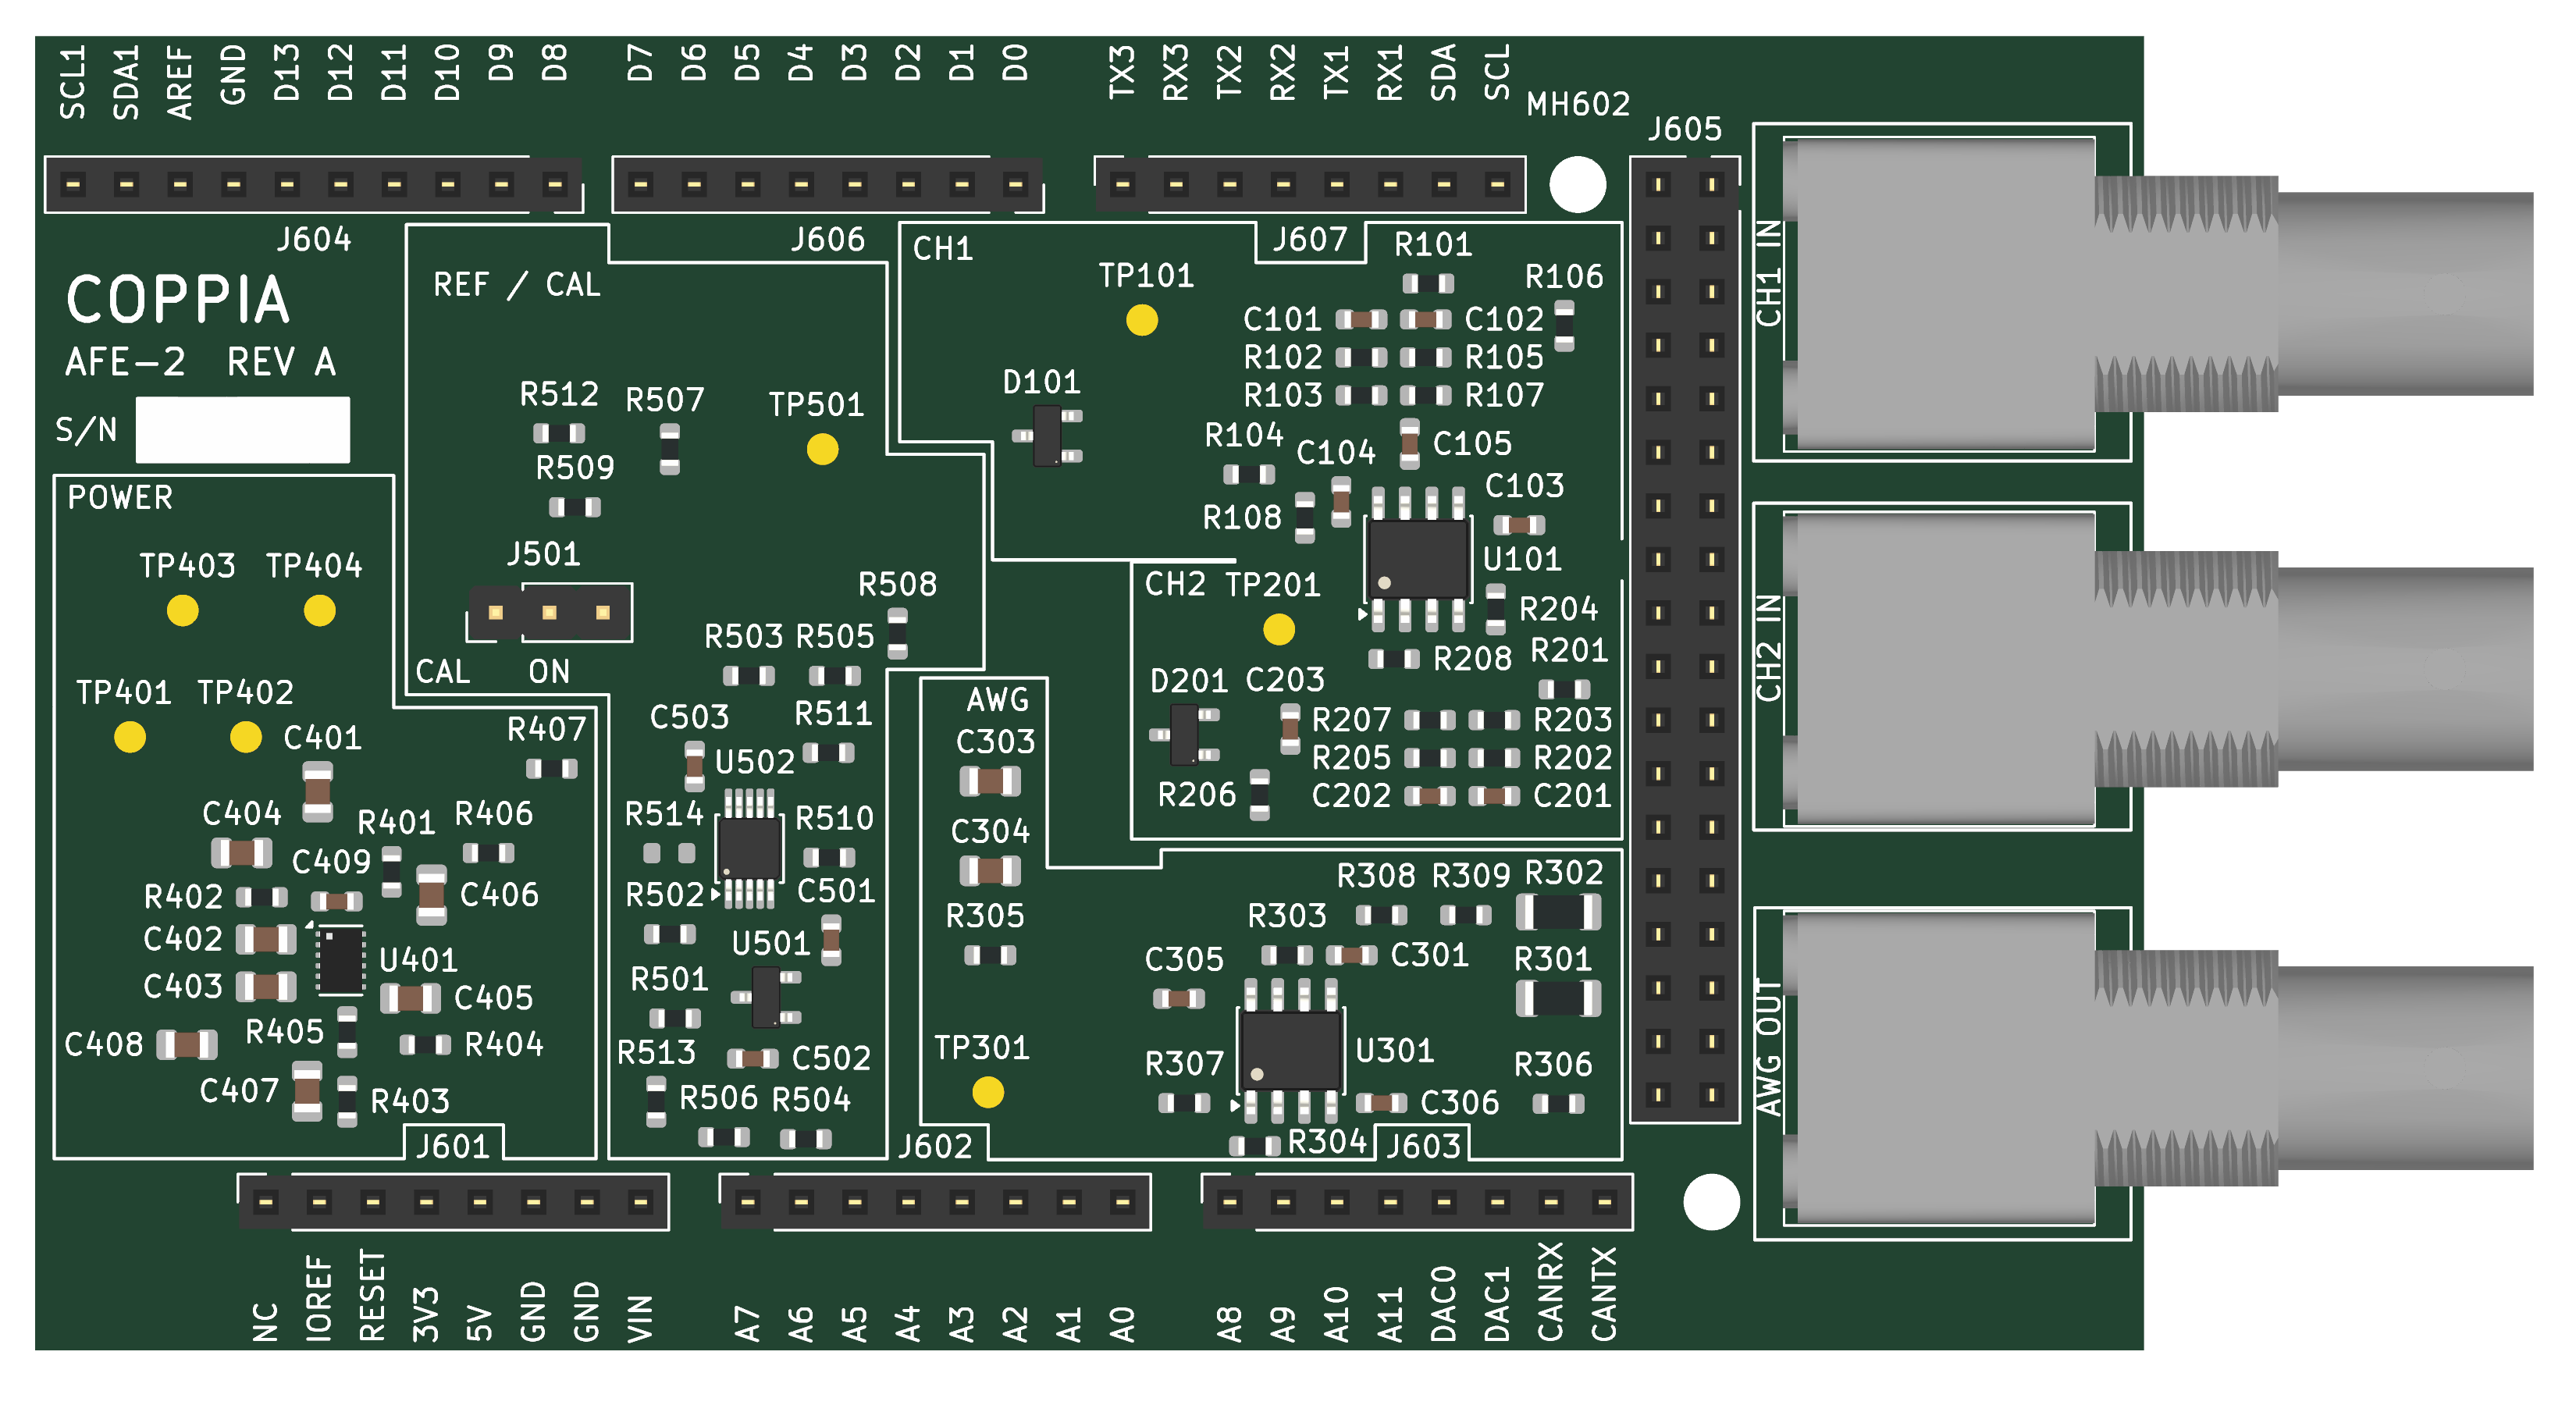 SCL1 SDA1 AREF GND D13 D12 D11 D10 D9 D8 D7 D6 D5 D4 D3 D2 D1 D0 TX3 RX3 TX2 RX2 TX1 RX1 SDA SCL
MH602
J605
J604 J606 J607
CH1
R101
TP101
R106
REF / CAL
COPPIA
C101 C102
AFE-2 REV A
R102 R105
R103 R107
CH1 IN
D101
R512 R507 TP501
S/N
R104 C104 C105
R509
C103
POWER
R108
J501
U101
TP403 TP404
CH2 TP201
R508
R204
R503 R505
R208 R201
CAL ON
CH2 IN
TP401 TP402
D201 C203
AWG
C503 R511
R207 R203
R407
C401
C303
U502
R205 R202
R206 C202 C201
C404 R401 R406
R514 R510
C304
C409
R402 C406
R502 C501
R308 R309 R302
R305 R303
C402
U501
C301
U401
C305 R301
C403
R501
C405
R405 R404
C408
R513 C502
TP301
U301
R307 R306
AWG OUT
C407 R403
R506 R504
C306
J601 J602 R304 J603
NC IOREF RESET 3V3 5V GND GND VIN A7 A6 A5 A4 A3 A2 A1 A0 A8 A9 A10 A11 DAC0 DAC1 CANRX CANTX